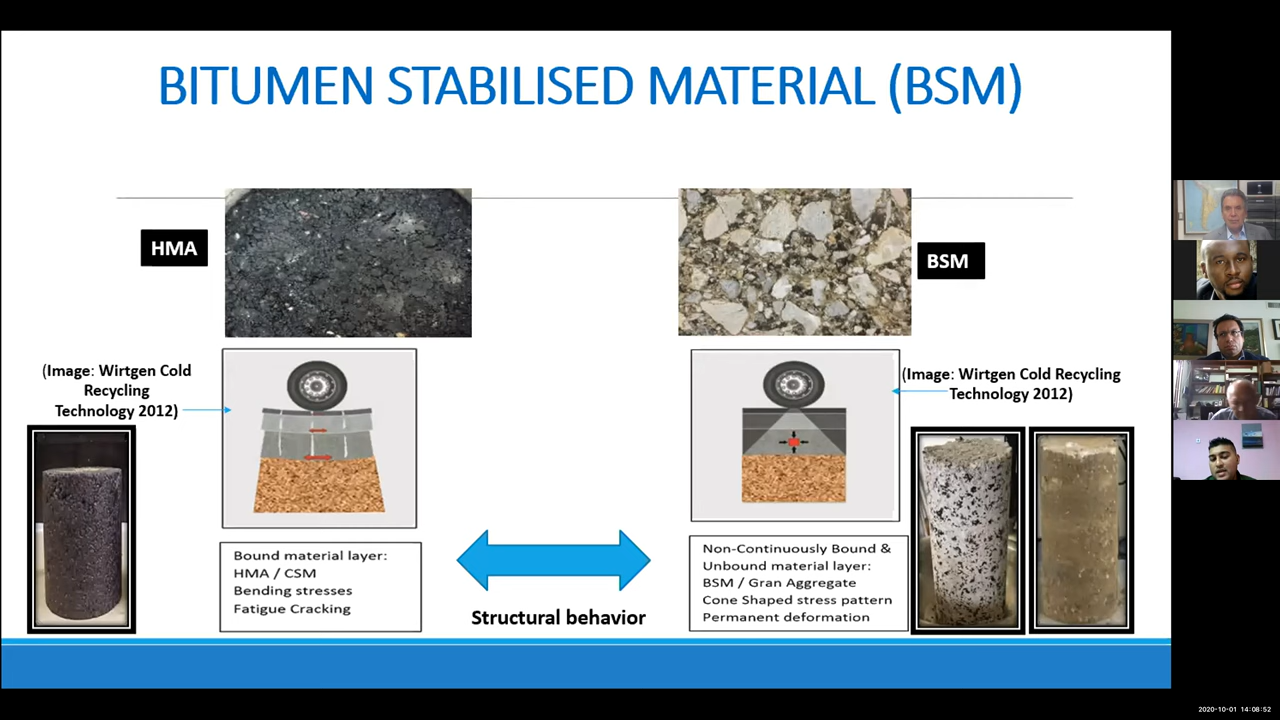 BITUMEN STABILISED MATERIAL (BSM)
HMA
BSM
(Image: Wirtgen Cold
Recycling
Technology 2012)
(Image: Wirtgen Cold Recycling
Technology 2012)
Bound material layer:
HMA / CSM
Bending stresses
Fatigue Cracking
Structural behavior
Non-Continuously Bound &
Unbound material layer:
BSM / Gran Aggregate
Cone Shaped stress pattern
Permanent deformation
2020-10-01 14:08:52